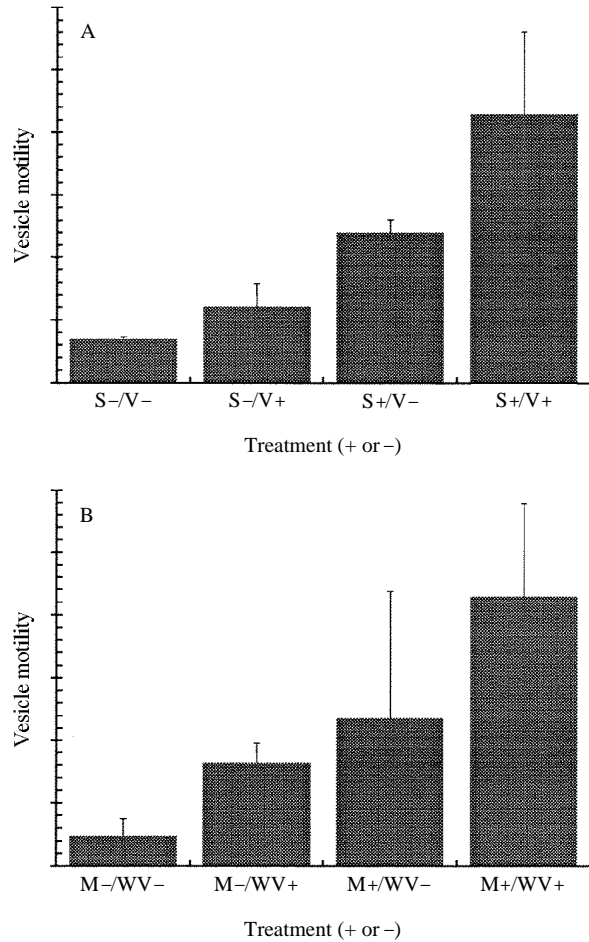 A
Vesicle motility
S−/V− S−/V+ S+/V− S+/V+
Treatment (+ or −)
B
Vesicle motility
M−/WV− M−/WV+ M+/WV− M+/WV+
Treatment (+ or −)